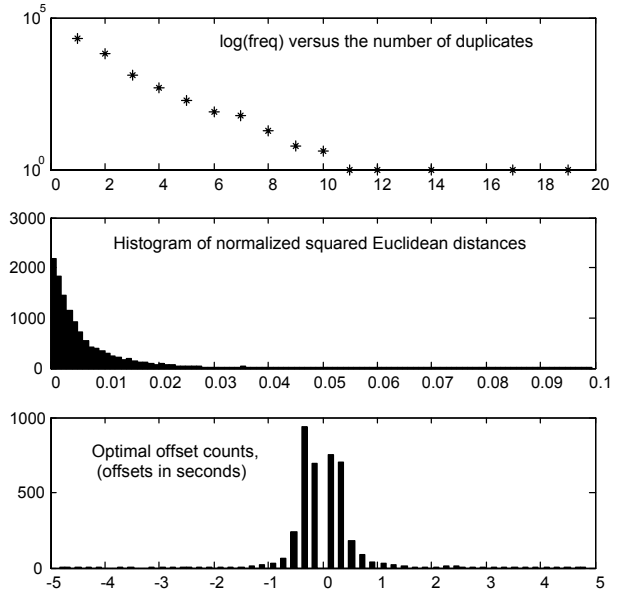 10^5
log(freq) versus the number of duplicates
10^0
0 2 4 6 8 10 12 14 16 18 20
3000
Histogram of normalized squared Euclidean distances
2000
1000
0
0 0.01 0.02 0.03 0.04 0.05 0.06 0.07 0.08 0.09 0.1
1000
Optimal offset counts,
(offsets in seconds)
500
0
-5 -4 -3 -2 -1 0 1 2 3 4 5